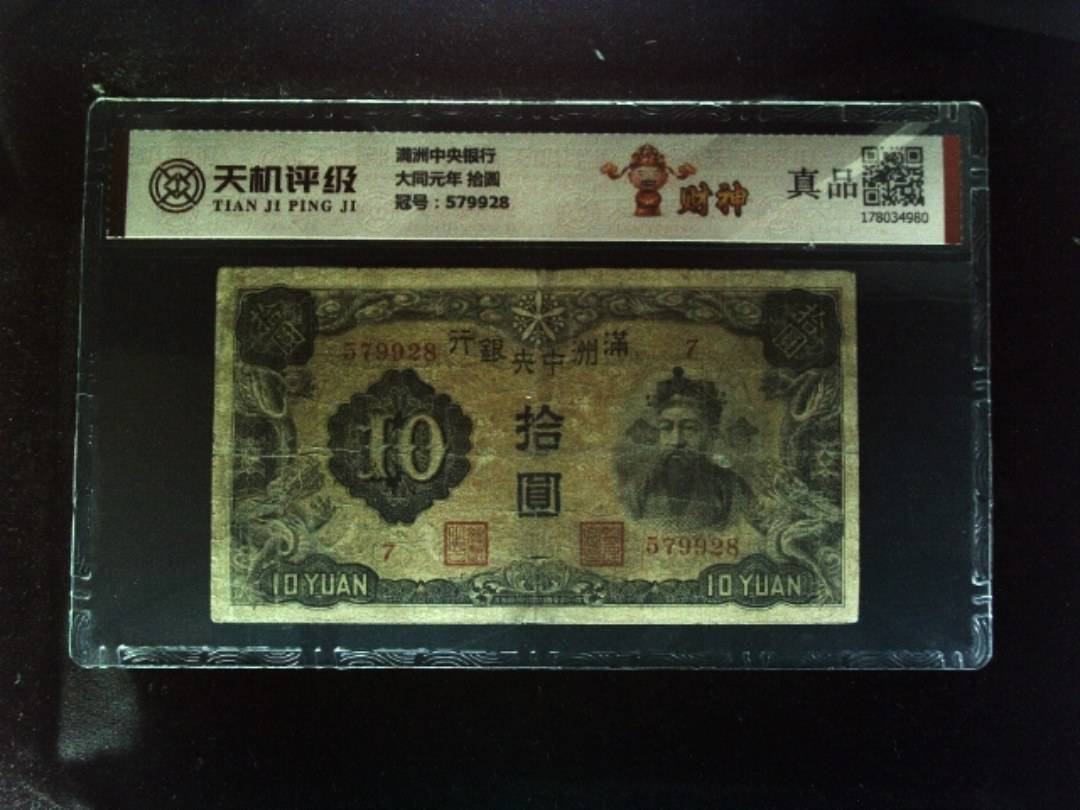 天机评级
TIAN JI PING JI
满洲中央银行
大同元年 拾圆
冠号：579928
财神
真品
178034980
拾圓
拾圓
579928
行銀央中洲滿
7
10
拾
圓
7
579928
10 YUAN
10 YUAN